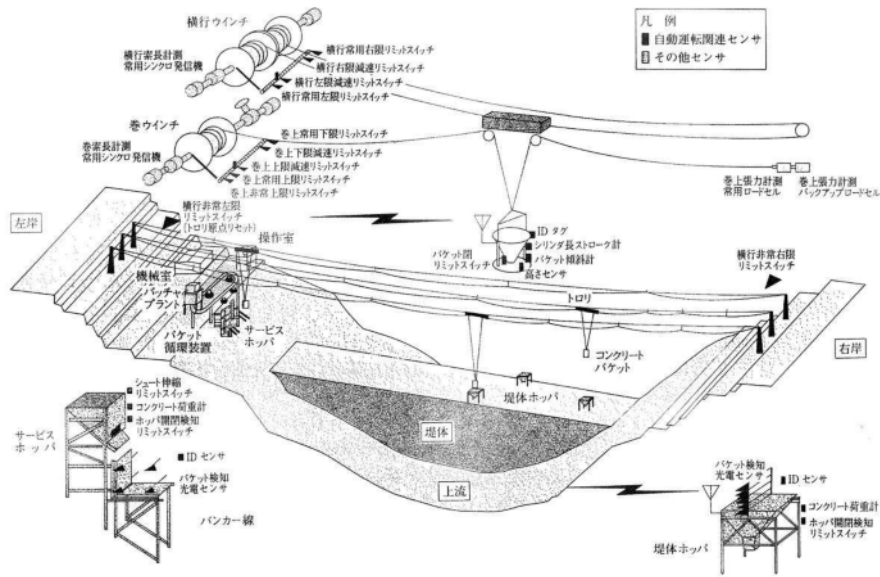 横行ウインチ
横行索長計測
常用シンクロ発信機
横行常用右限リミットスイッチ
横行右限減速リミットスイッチ
横行左限減速リミットスイッチ
横行常用左限リミットスイッチ
凡 例
自動運転関連センサ
その他センサ
巻ウインチ
巻索長計測
常用シンクロ発信機
巻上常用下限リミットスイッチ
巻上下限減速リミットスイッチ
巻上上限減速リミットスイッチ
巻上常用上限リミットスイッチ
巻上非常上限リミットスイッチ
巻上張力計測
常用ロードセル
巻上張力計測
バックアップロードセル
左岸
横行非常左限
リミットスイッチ
(トロリ原点リセット)
操作室
IDタグ
シリンダ長ストローク計
バケット傾斜計
高さセンサ
バケット閉
リミットスイッチ
横行非常右限
リミットスイッチ
機械室
バッチャ
プラント
バケット
循環装置
サービス
ホッパ
トロリ
コンクリート
バケット
右岸
堤体ホッパ
堤体
上流
シュート伸縮
リミットスイッチ
コンクリート荷重計
ホッパ開閉検知
リミットスイッチ
サービス
ホッパ
IDセンサ
バケット検知
光電センサ
バンカー線
バケット検知
光電センサ
IDセンサ
コンクリート荷重計
ホッパ開閉検知
リミットスイッチ
堤体ホッパ